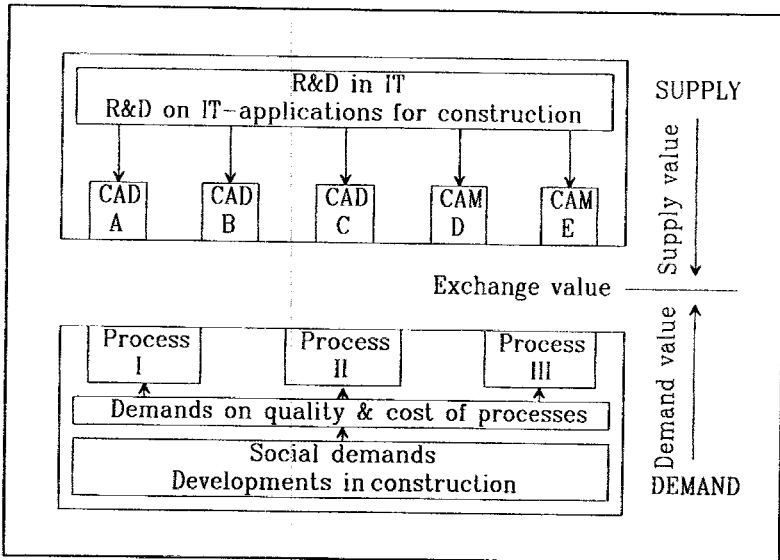 R&D in IT
R&D on IT-applications for construction
SUPPLY
CAD A
CAD B
CAD C
CAM D
CAM E
Supply value
Exchange value
Process I
Process II
Process III
Demands on quality & cost of processes
Social demands
Developments in construction
Demand value
DEMAND